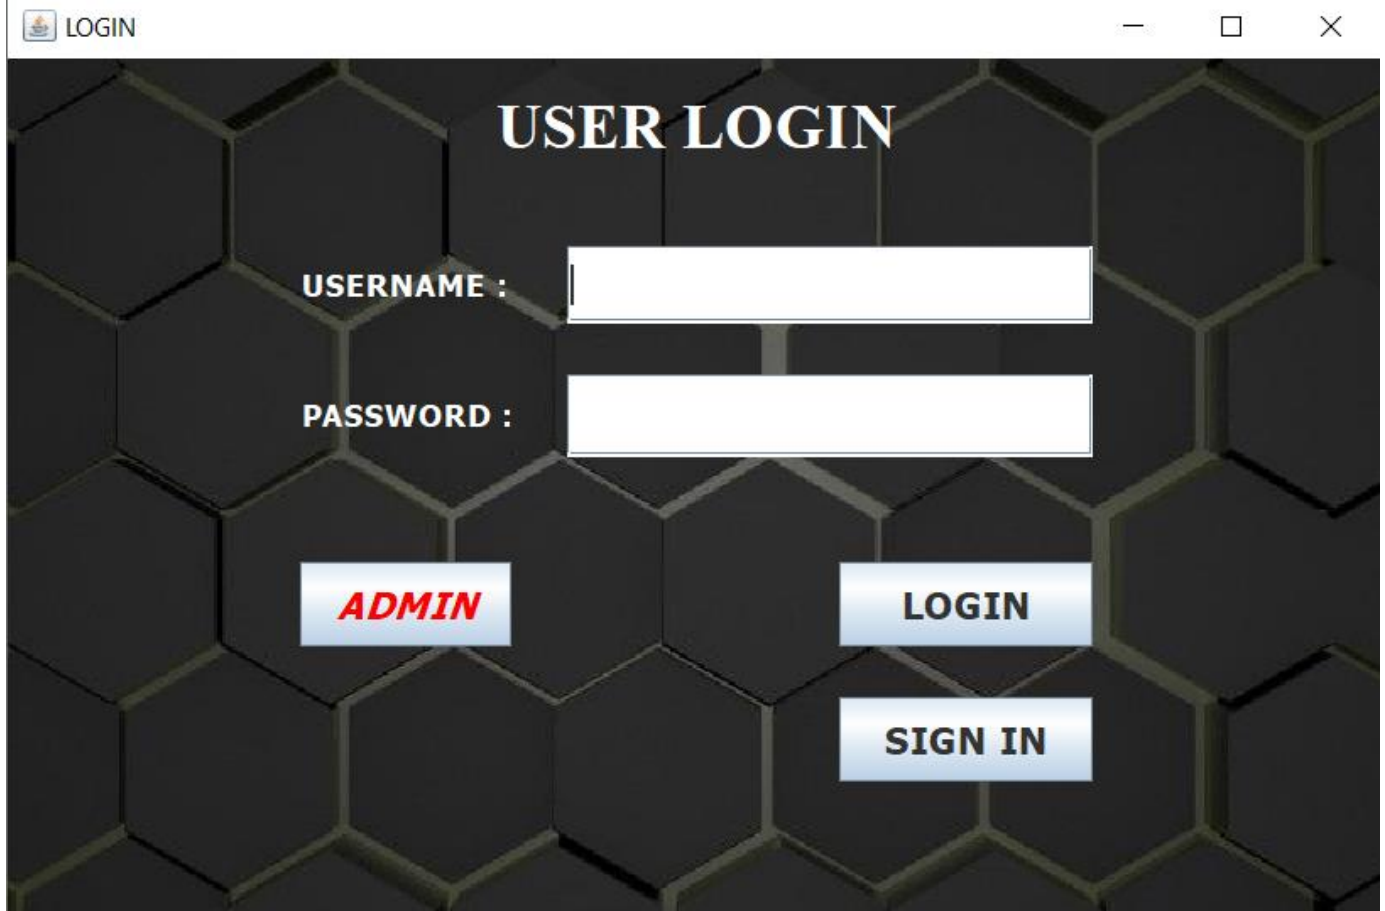 LOGIN
USER LOGIN
USERNAME :
PASSWORD :
ADMIN
LOGIN
SIGN IN